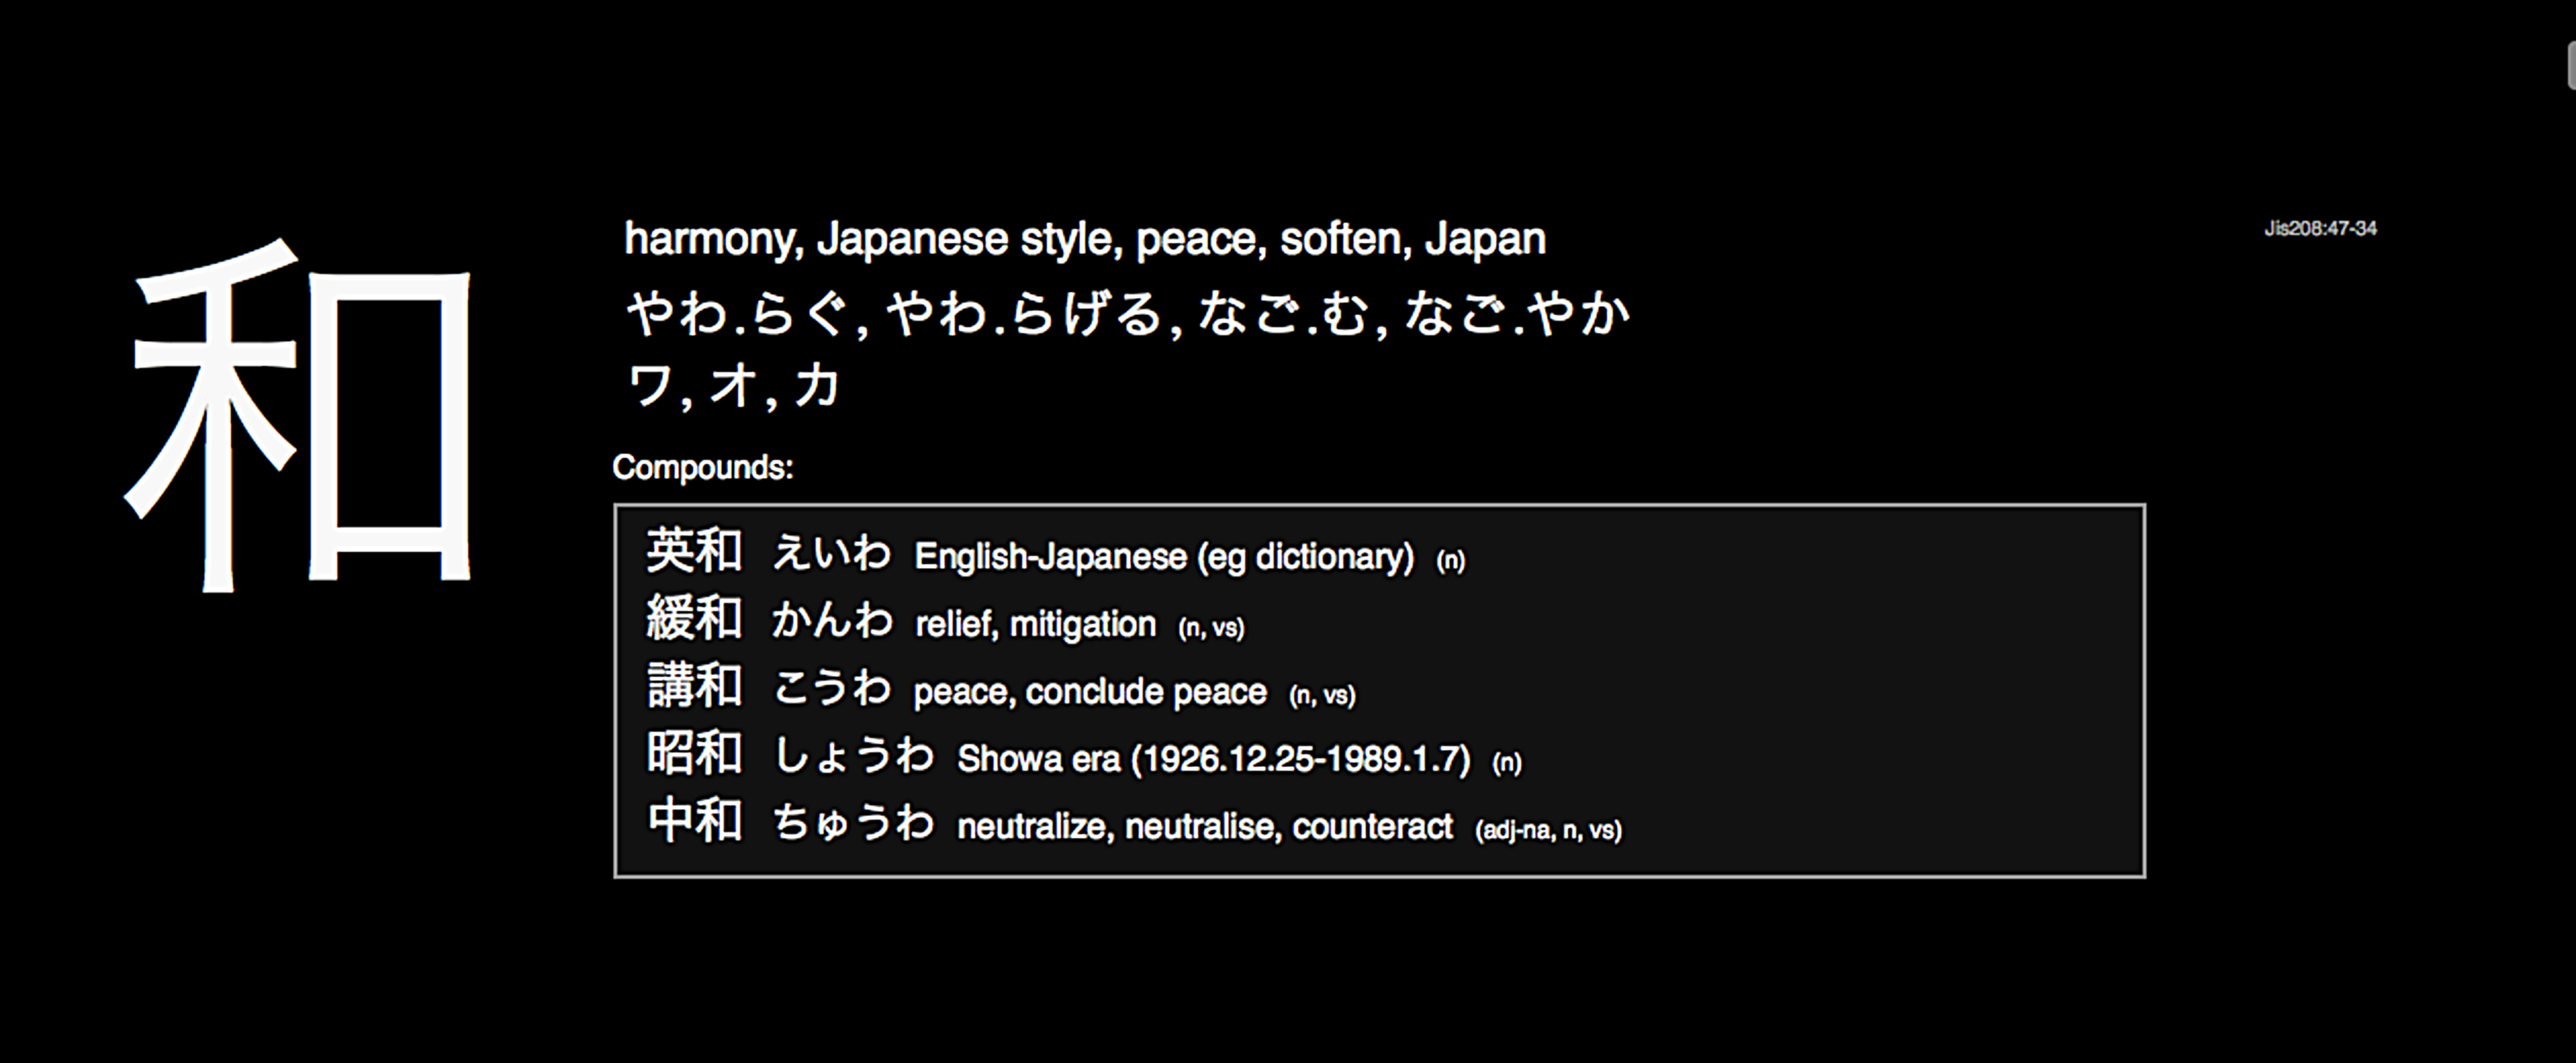 和
harmony, Japanese style, peace, soften, Japan
Jis208:47-34
やわ.らぐ, やわ.らげる, なご.む, なご.やか
ワ, オ, カ
Compounds:
英和 えいわ English-Japanese (eg dictionary) (n)
緩和 かんわ relief, mitigation (n, vs)
講和 こうわ peace, conclude peace (n, vs)
昭和 しょうわ Showa era (1926.12.25-1989.1.7) (n)
中和 ちゅうわ neutralize, neutralise, counteract (adj-na, n, vs)